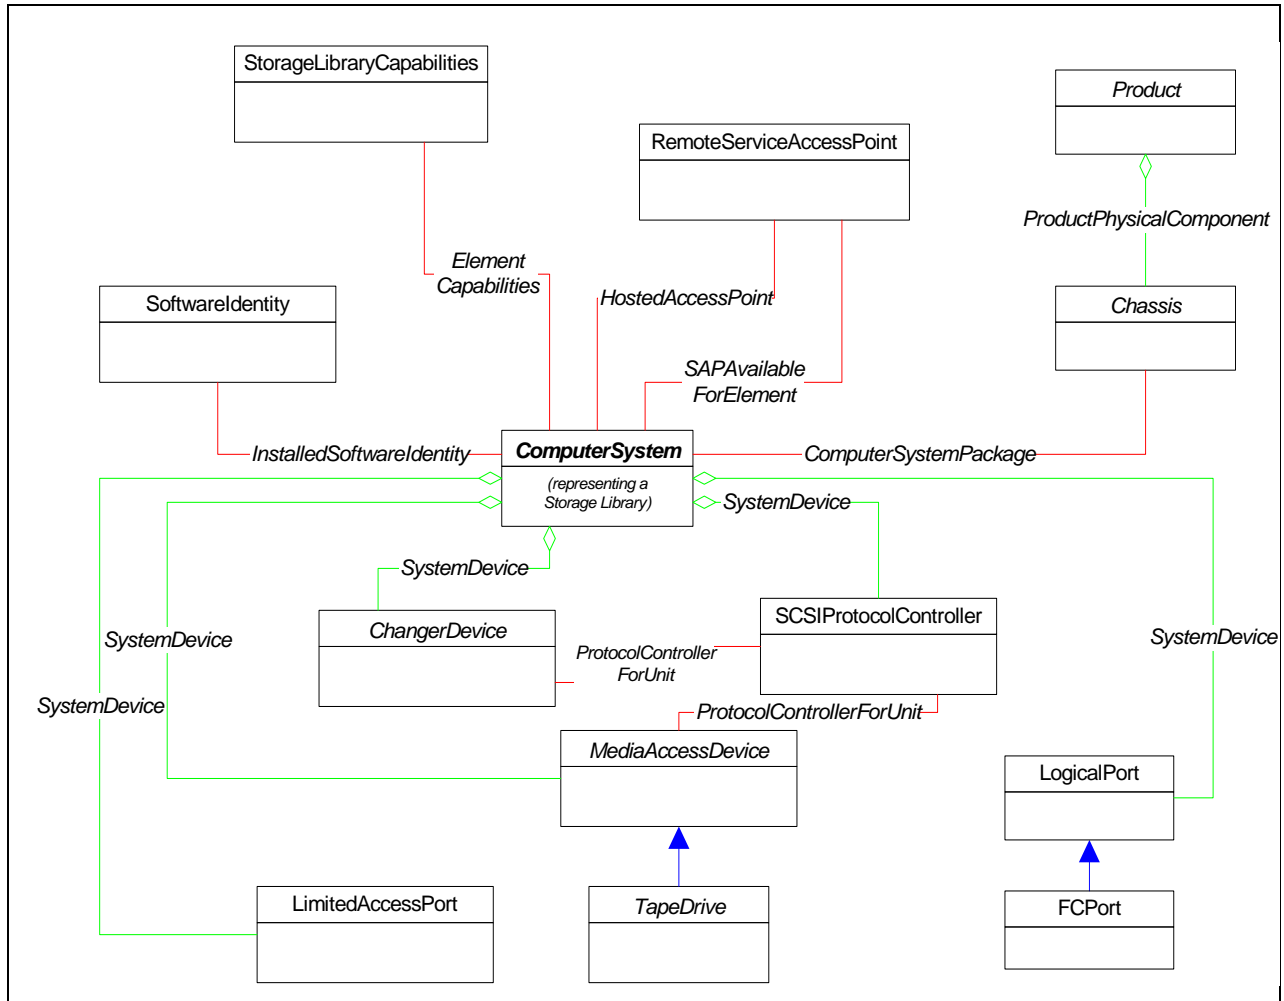 StorageLibraryCapabilities
Product
RemoteServiceAccessPoint
ProductPhysicalComponent
Element
Capabilities
HostedAccessPoint
SoftwareIdentity
Chassis
SAPAvailable
ForElement
InstalledSoftwareIdentity
ComputerSystem
ComputerSystemPackage
(representing a
Storage Library)
SystemDevice
SystemDevice
ChangerDevice
SCSIProtocolController
SystemDevice
SystemDevice
ProtocolController
ForUnit
SystemDevice
ProtocolControllerForUnit
MediaAccessDevice
LogicalPort
LimitedAccessPort
TapeDrive
FCPort